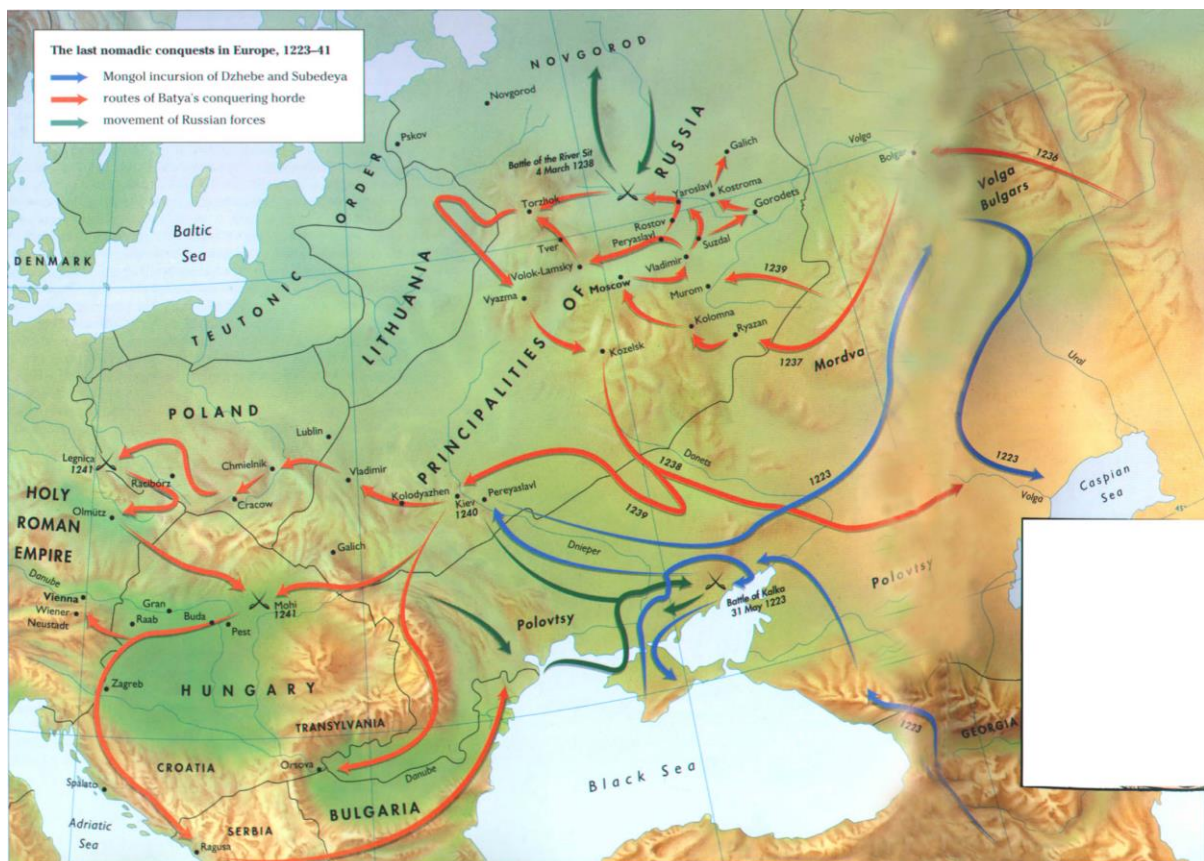 The last nomadic conquests in Europe, 1223–41
Mongol incursion of Dzhebe and Subedeya
routes of Batya's conquering horde
movement of Russian forces
NOVGOROD
Novgorod
Pskov
Battle of the River Sit
4 March 1238
RUSSIA
Galich
Volga
Bolgar
1236
Volga
Bulgars
Baltic
Sea
DENMARK
TEUTONIC ORDER
LITHUANIA
Torzhok
Yaroslavl
Kostroma
Gorodets
Rostov
Peryaslavl
Suzdal
Tver
Volok-Lamsky
Vladimir
Vyazma
OF
Moscow
Murom
1239
Kolomna
Ryazan
1237
Mordva
Kozelsk
Ural
PRINCIPALITIES
POLAND
Lublin
Legnica
1241
Chmielnik
Vladimir
Racibórz
Cracow
Kolodyazhen
Kiev
1240
Pereyaslavl
1238
Donets
1239
1223
1223
Volga
Caspian
Sea
HOLY
ROMAN
EMPIRE
Olmütz
Galich
Dnieper
Polovtsy
Danube
Vienna
Wiener
Neustadt
Gran
Raab
Buda
Pest
Mohi
1241
Polovtsy
Battle of Kalka
31 May 1223
Zagreb
HUNGARY
TRANSYLVANIA
1223
GEORGIA
CROATIA
Orsova
Danube
Black Sea
Spalato
BULGARIA
Adriatic
Sea
SERBIA
Ragusa